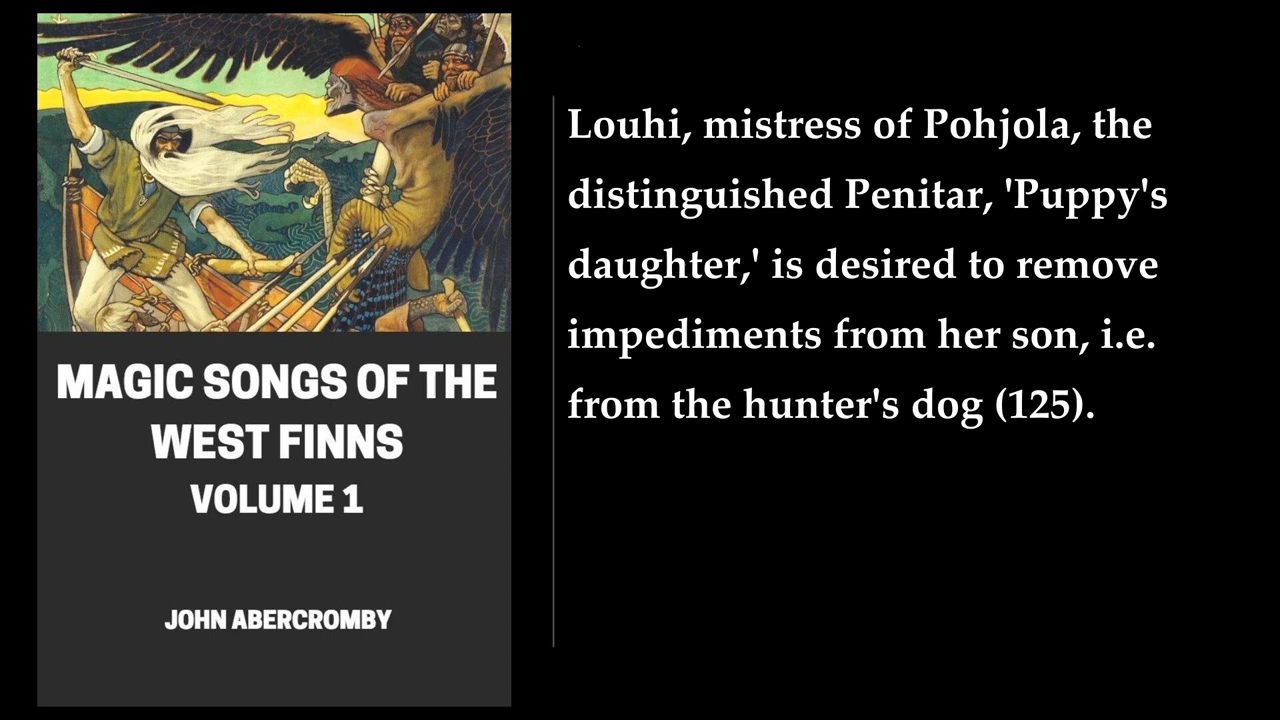 MAGIC SONGS OF THE
WEST FINNS
VOLUME 1
JOHN ABERCROMBY
Louhi, mistress of Pohjola, the
distinguished Penitar, 'Puppy's
daughter,' is desired to remove
impediments from her son, i.e.
from the hunter's dog (125).